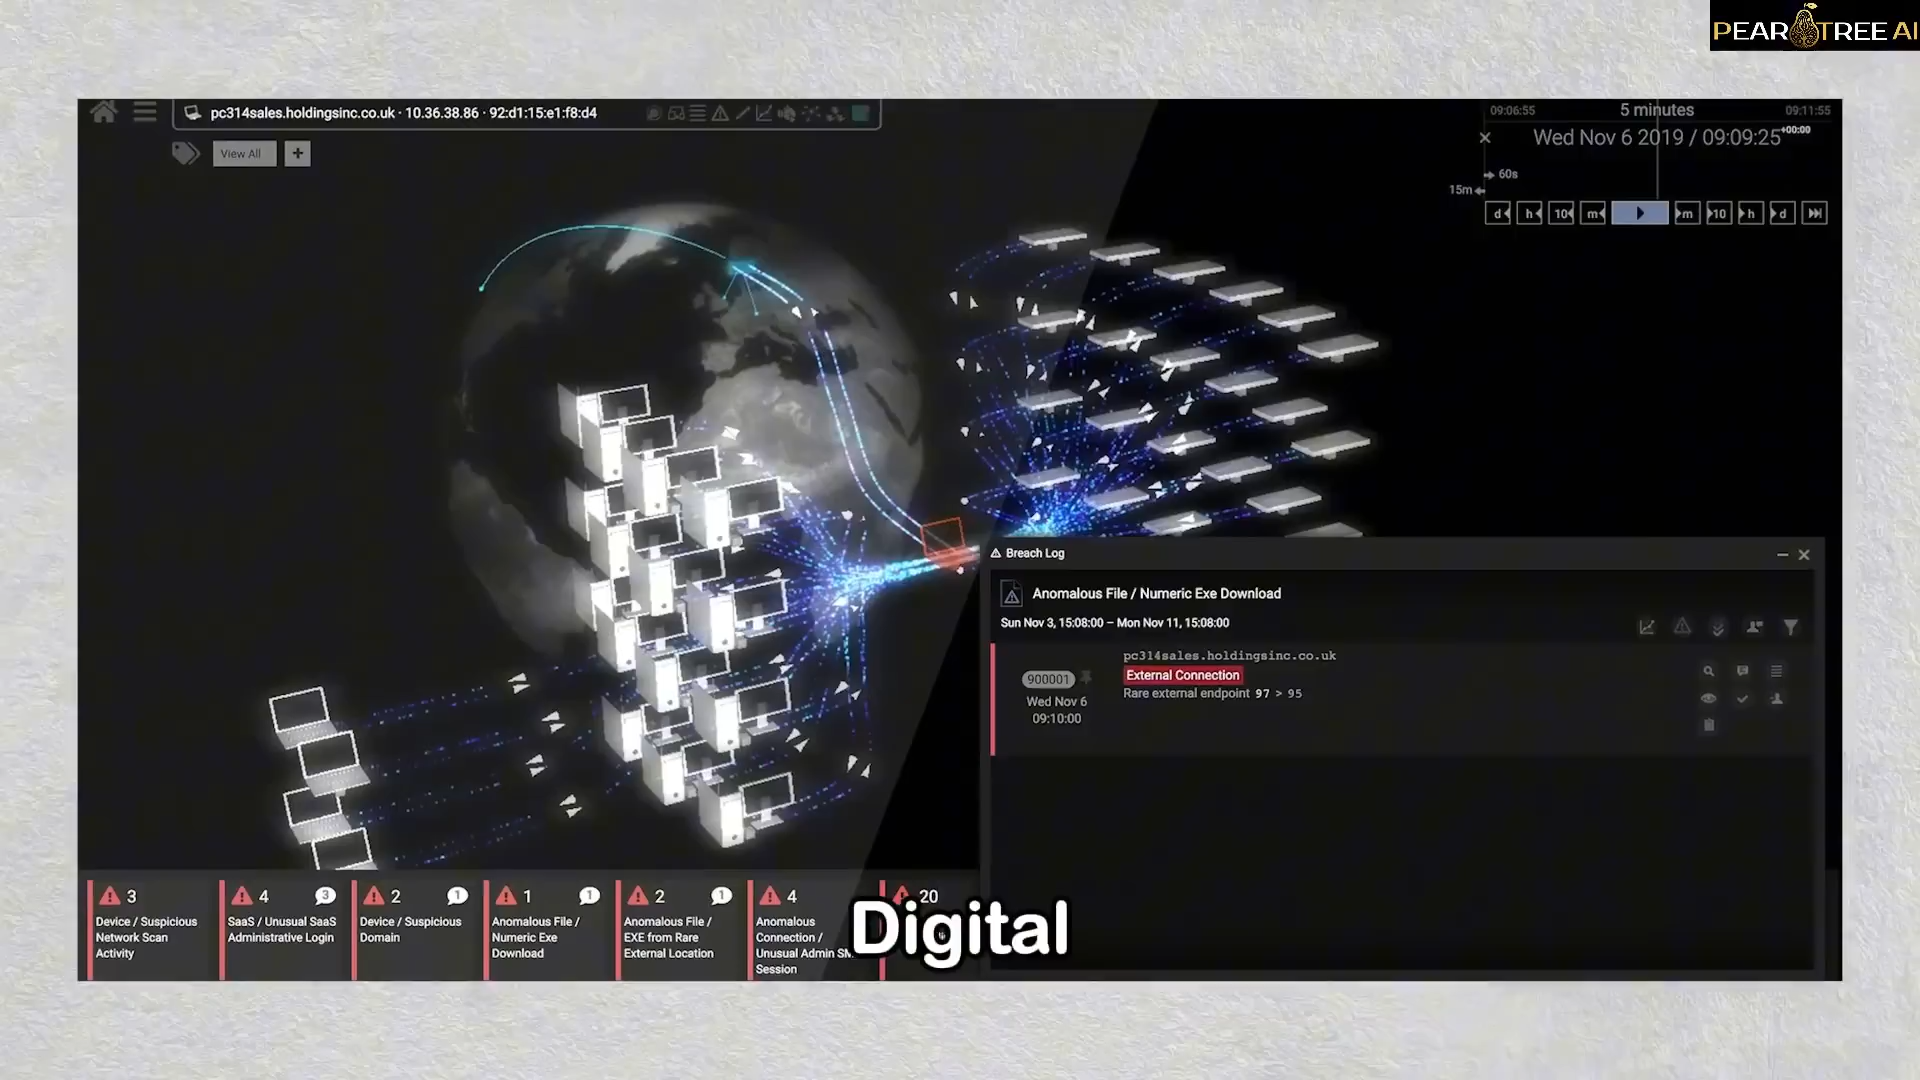 PEAR TREE AI
pc314sales.holdingsinc.co.uk · 10.36.38.86 · 92:d1:15:e1:f8:d4
09:06:55 5 minutes 09:11:55
Wed Nov 6 2019 / 09:09:25 +00:00
60s
15m
d h 10 m m 10 h d
View All +
Breach Log
Anomalous File / Numeric Exe Download
Sun Nov 3, 15:08:00 – Mon Nov 11, 15:08:00
pc314sales.holdingsinc.co.uk
900001
External Connection
Rare external endpoint 97 > 95
Wed Nov 6
09:10:00
3
Device / Suspicious
Network Scan
Activity
4 3
SaaS / Unusual SaaS
Administrative Login
2 1
Device / Suspicious
Domain
1 1
Anomalous File /
Numeric Exe
Download
2 1
Anomalous File /
EXE from Rare
External Location
4
Anomalous
Connection /
Unusual Admin
Session
20
Digital